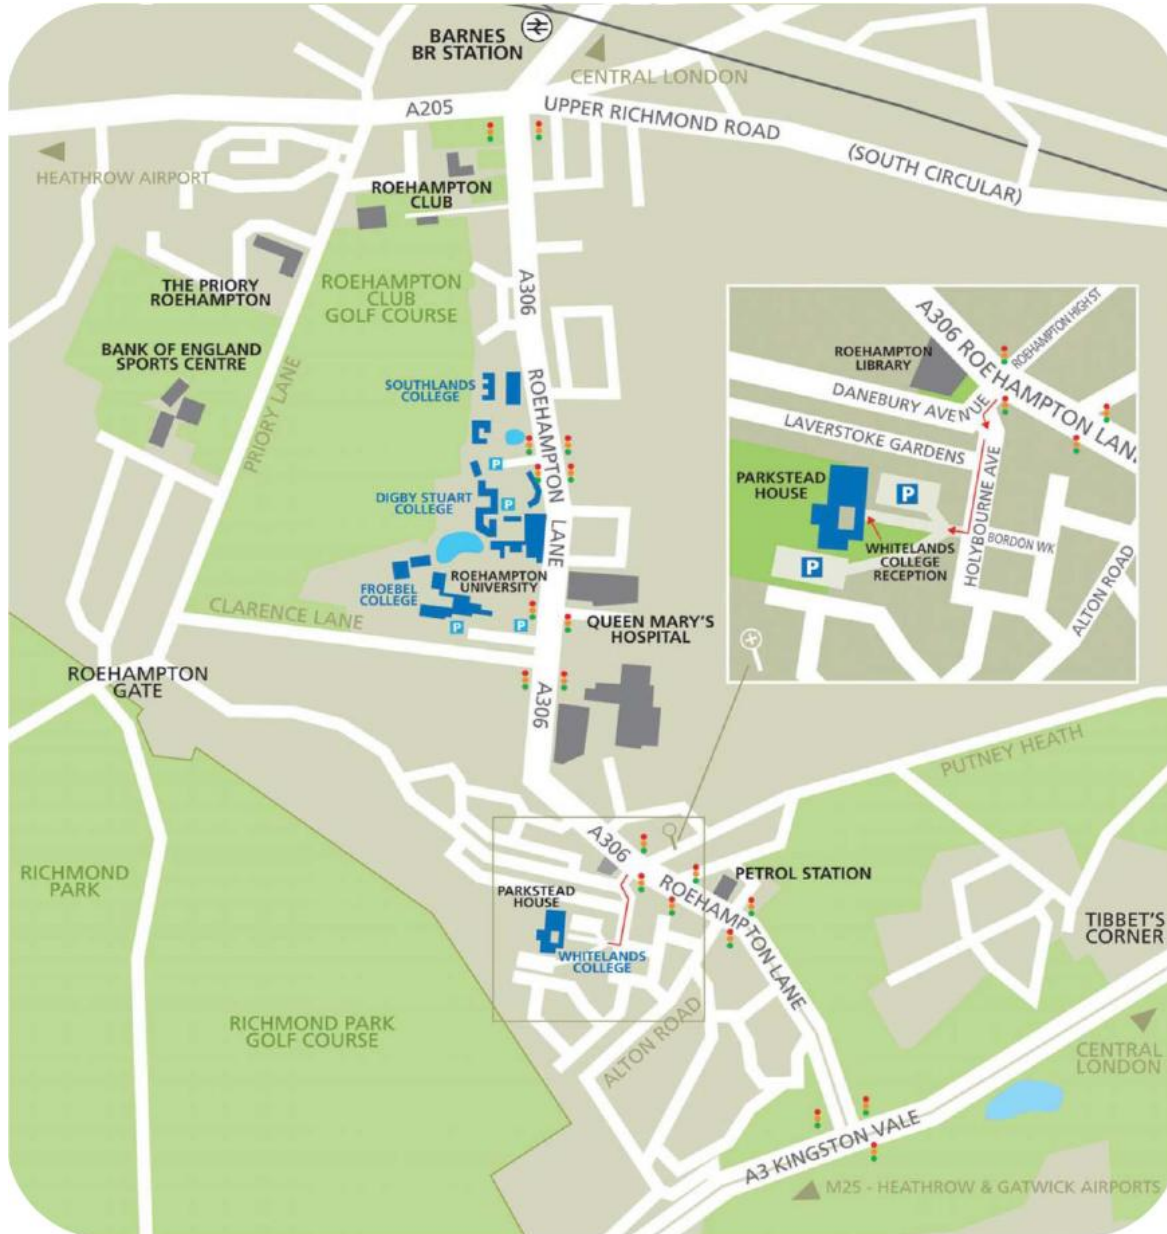 BARNES
BR STATION
CENTRAL LONDON
A205
UPPER RICHMOND ROAD
(SOUTH CIRCULAR)
HEATHROW AIRPORT
ROEHAMPTON
CLUB
THE PRIORY
ROEHAMPTON
ROEHAMPTON
CLUB
GOLF COURSE
A306
BANK OF ENGLAND
SPORTS CENTRE
PRIORY LANE
SOUTHLANDS
COLLEGE
ROEHAMPTON LANE
P
DIGBY STUART
COLLEGE
P
FROEBEL
COLLEGE
ROEHAMPTON
UNIVERSITY
P
P
CLARENCE LANE
QUEEN MARY'S
HOSPITAL
A306
ROEHAMPTON
GATE
A306 ROEHAMPTON LANE
ROEHAMPTON HIGH ST
ROEHAMPTON
LIBRARY
DANEBURY AVENUE
LAVERSTOKE GARDENS
PARKSTEAD
HOUSE
P
HOLYBOURNE AVE
WHITELANDS
COLLEGE
RECEPTION
BORDON WK
P
ALTON ROAD
PUTNEY HEATH
A306
ROEHAMPTON LANE
PETROL STATION
RICHMOND
PARK
PARKSTEAD
HOUSE
WHITELANDS
COLLEGE
TIBBET'S
CORNER
RICHMOND PARK
GOLF COURSE
ALTON ROAD
CENTRAL
LONDON
A3 KINGSTON VALE
M25 - HEATHROW & GATWICK AIRPORTS